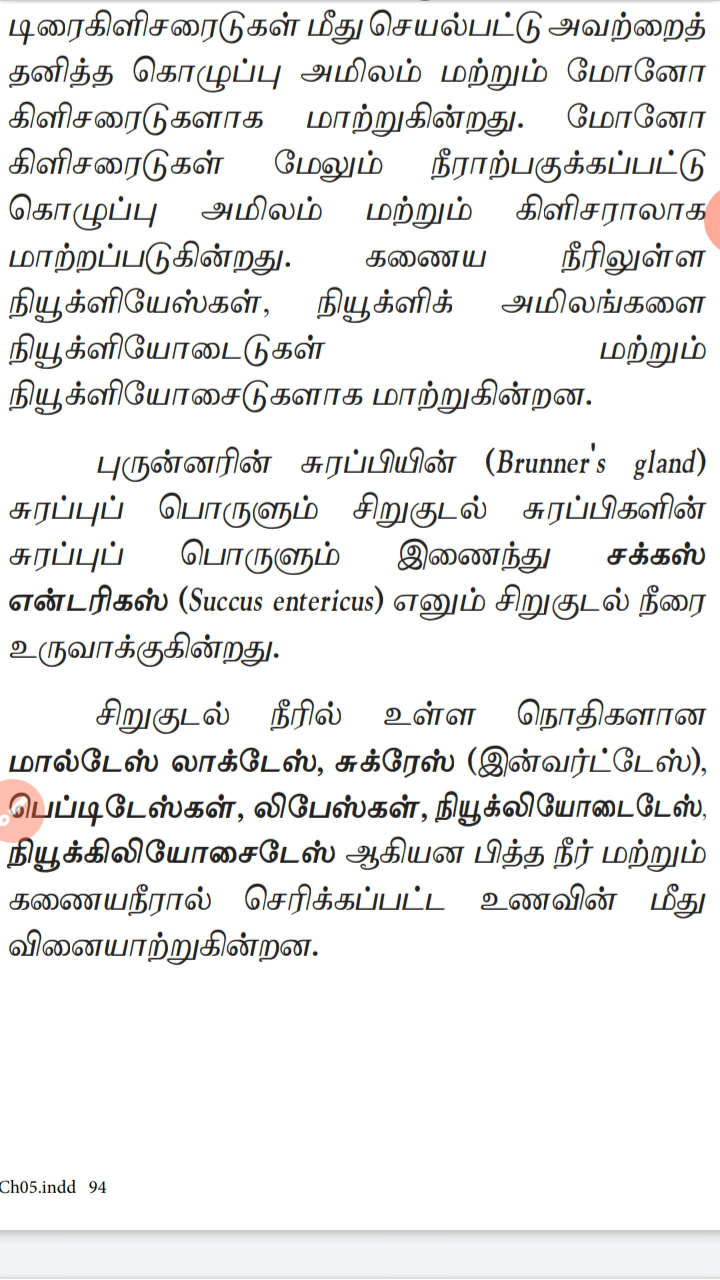 டிரைகிளிசரைடுகள் மீது செயல்பட்டு அவற்றைத்
தனித்த கொழுப்பு அமிலம் மற்றும் மோனோ
கிளிசரைடுகளாக மாற்றுகின்றது. மோனோ
கிளிசரைடுகள் மேலும் நீராற்பகுக்கப்பட்டு
கொழுப்பு அமிலம் மற்றும் கிளிசராலாக
மாற்றப்படுகின்றது. கணைய நீரிலுள்ள
நியூக்ளியேஸ்கள், நியூக்ளிக் அமிலங்களை
நியூக்ளியோடைடுகள் மற்றும்
நியூக்ளியோசைடுகளாக மாற்றுகின்றன.
புருன்னரின் சுரப்பியின் (Brunner's gland)
சுரப்புப் பொருளும் சிறுகுடல் சுரப்பிகளின்
சுரப்புப் பொருளும் இணைந்து சக்கஸ்
என்டரிகஸ் (Succus entericus) எனும் சிறுகுடல் நீரை
உருவாக்குகின்றது.
சிறுகுடல் நீரில் உள்ள நொதிகளான
மால்டேஸ் லாக்டேஸ், சுக்ரேஸ் (இன்வர்ட்டேஸ்),
பெப்டிடேஸ்கள், லிபேஸ்கள், நியூக்லியோடைடேஸ்,
நியூக்கிலியோசைடேஸ் ஆகியன பித்த நீர் மற்றும்
கணையநீரால் செரிக்கப்பட்ட உணவின் மீது
வினையாற்றுகின்றன.
Ch05.indd 94